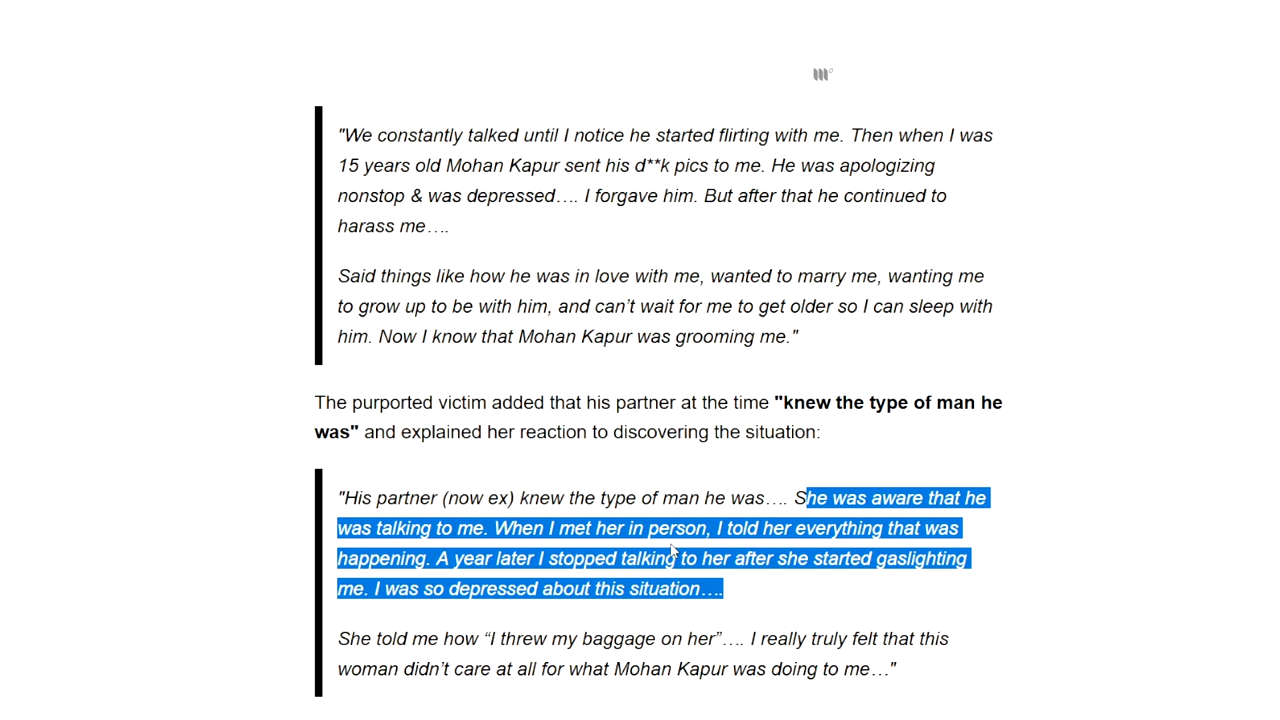 "We constantly talked until I notice he started flirting with me. Then when I was
15 years old Mohan Kapur sent his d**k pics to me. He was apologizing
nonstop & was depressed…. I forgave him. But after that he continued to
harass me….
Said things like how he was in love with me, wanted to marry me, wanting me
to grow up to be with him, and can’t wait for me to get older so I can sleep with
him. Now I know that Mohan Kapur was grooming me."
The purported victim added that his partner at the time "knew the type of man he
was" and explained her reaction to discovering the situation:
"His partner (now ex) knew the type of man he was…. She was aware that he
was talking to me. When I met her in person, I told her everything that was
happening. A year later I stopped talking to her after she started gaslighting
me. I was so depressed about this situation….
She told me how “I threw my baggage on her”…. I really truly felt that this
woman didn’t care at all for what Mohan Kapur was doing to me…"